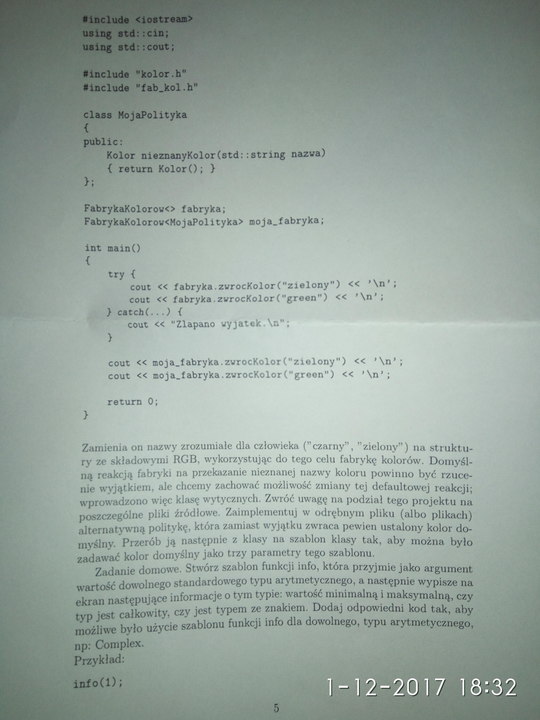 #include <iostream>
using std::cin;
using std::cout;
#include "kolor.h"
#include "fab_kol.h"
class MojaPolityka
{
public:
Kolor nieznanyKolor(std::string nazwa)
{ return Kolor(); }
};
FabrykaKolorow<> fabryka;
FabrykaKolorow<MojaPolityka> moja_fabryka;
int main()
{
try {
cout << fabryka.zwrocKolor("zielony") << '\n';
cout << fabryka.zwrocKolor("green") << '\n';
} catch(...) {
cout << "Zlapano wyjatek.\n";
}
cout << moja_fabryka.zwrocKolor("zielony") << '\n';
cout << moja_fabryka.zwrocKolor("green") << '\n';
return 0;
}
Zamienia on nazwy zrozumiałe dla człowieka ("czarny", "zielony") na struktu-
ry ze składowymi RGB, wykorzystując do tego celu fabrykę kolorów. Domyśl-
ną reakcją fabryki na przekazanie nieznanej nazwy koloru powinno być rzuce-
nie wyjątkiem, ale chcemy zachować możliwość zmiany tej defaultowej reakcji;
wprowadzono więc klasę wytycznych. Zwróć uwagę na podział tego projektu na
poszczególne pliki źródłowe. Zaimplementuj w odrębnym pliku (albo plikach)
alternatywną politykę, która zamiast wyjątku zwraca pewien ustalony kolor do-
myślny. Przerób ją następnie z klasy na szablon klasy tak, aby można było
zadawać kolor domyślny jako trzy parametry tego szablonu.
Zadanie domowe. Stwórz szablon funkcji info, która przyjmie jako argument
wartość dowolnego standardowego typu arytmetycznego, a następnie wypisze na
ekran następujące informacje o tym typie: wartość minimalną i maksymalną, czy
typ jest całkowity, czy jest typem ze znakiem. Dodaj odpowiedni kod tak, aby
możliwe było użycie szablonu funkcji info dla dowolnego, typu arytmetycznego,
np: Complex.
Przykład:
info(1);
1-12-2017 18:32
5